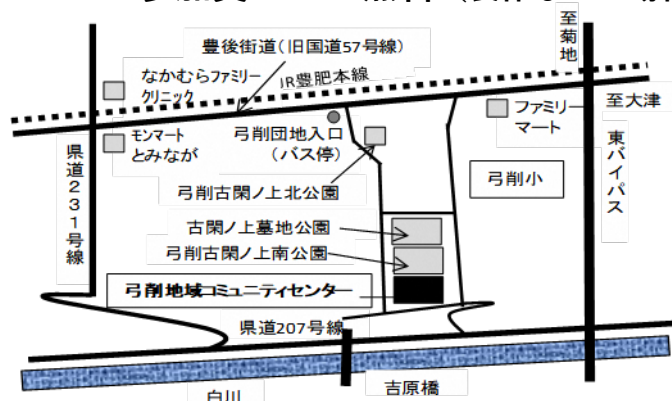 至菊地
豊後街道（旧国道57号線）
JR豊肥本線
なかむらファミリー
クリニック
至大津
ファミリー
マート
モンマート
とみなが
弓削団地入口
（バス停）
県道231号線
東バイパス
弓削小
弓削古閑ノ上北公園
古閑ノ上墓地公園
弓削古閑ノ上南公園
弓削地域コミュニティセンター
県道207号線
吉原橋
白川